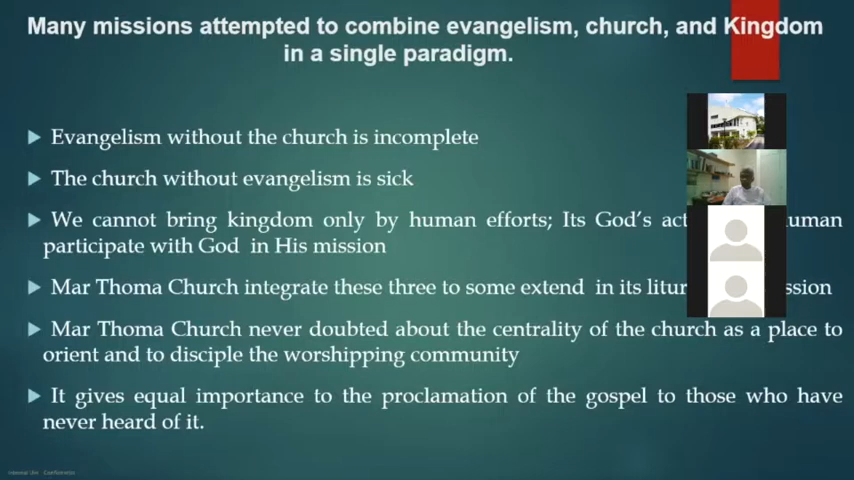 Many missions attempted to combine evangelism, church, and Kingdom
in a single paradigm.
Evangelism without the church is incomplete
The church without evangelism is sick
We cannot bring kingdom only by human efforts; Its God's act
participate with God in His mission
Mar Thoma Church integrate these three to some extend in its
Mar Thoma Church never doubted about the centrality of the church as a place to
orient and to disciple the worshipping community
It gives equal importance to the proclamation of the gospel to those who have
never heard of it.